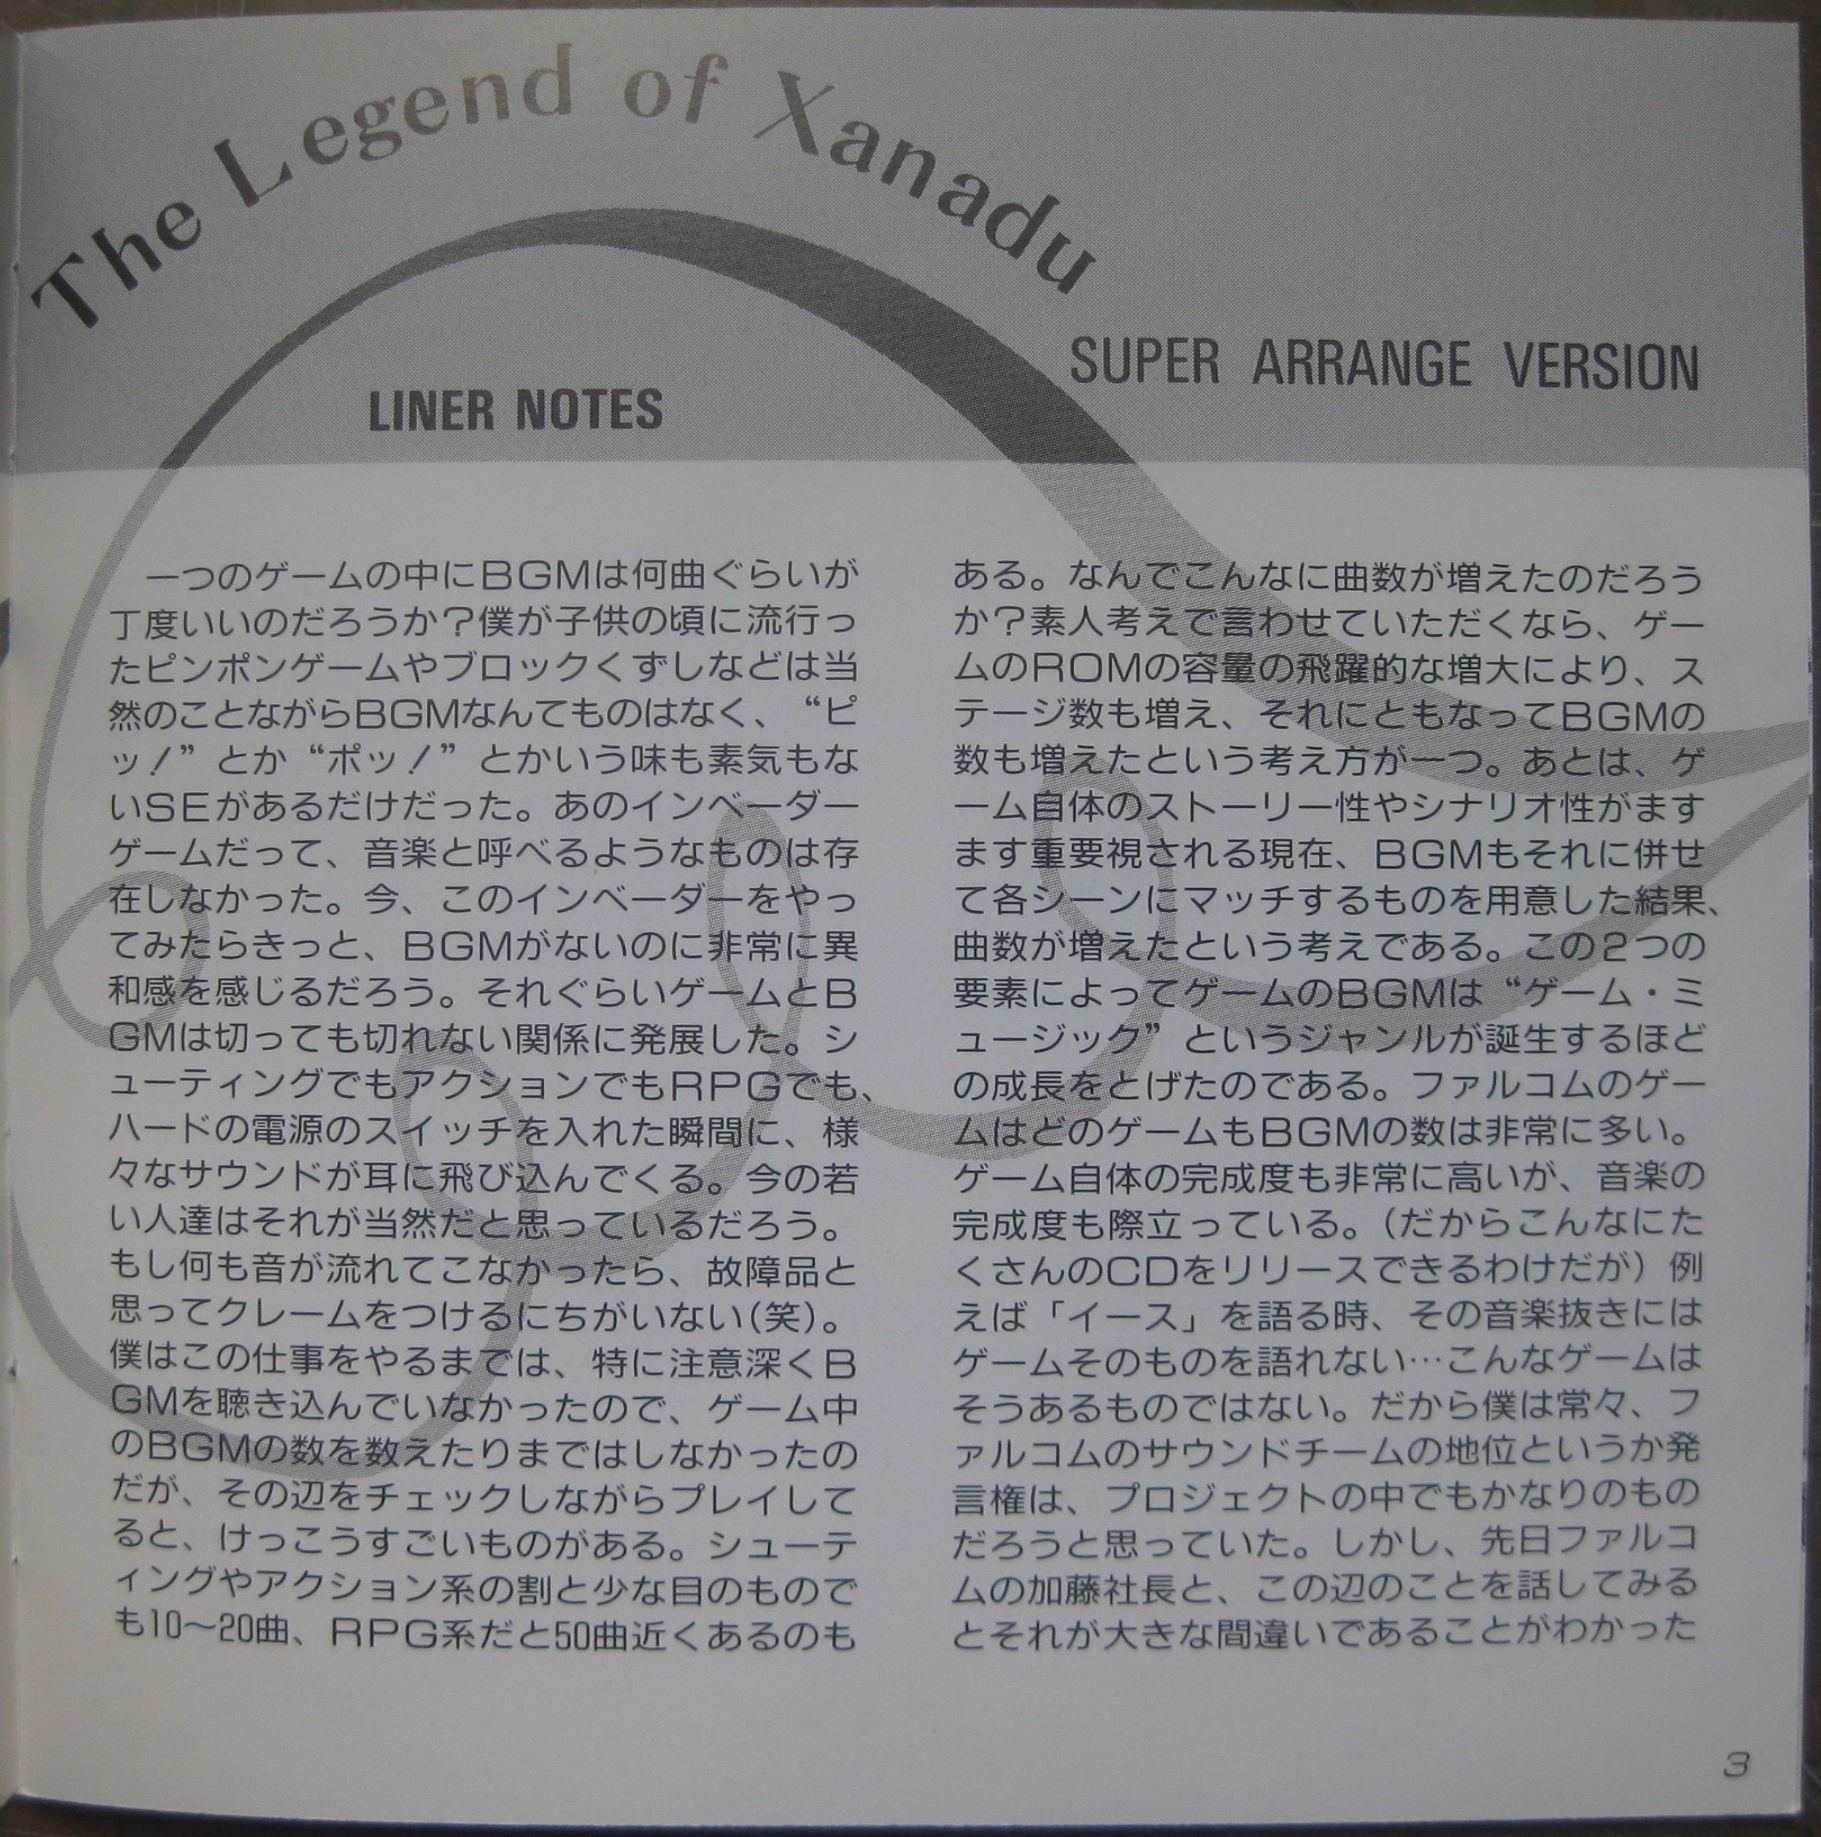 The Legend of Xanadu
SUPER ARRANGE VERSION
LINER NOTES
一つのゲームの中にBGMは何曲ぐらいが
丁度いいのだろうか？僕が子供の頃に流行っ
たピンポンゲームやブロックくずしなどは当
然のことながらBGMなんてものはなく、“ピ
ッ！”とか“ポッ！”とかいう味も素気もな
いSEがあるだけだった。あのインベーダー
ゲームだって、音楽と呼べるようなものは存
在しなかった。今、このインベーダーをやっ
てみたらきっと、BGMがないのに非常に異
和感を感じるだろう。それぐらいゲームとB
GMは切っても切れない関係に発展した。シ
ューティングでもアクションでもRPGでも、
ハードの電源のスイッチを入れた瞬間に、様
々なサウンドが耳に飛び込んでくる。今の若
い人達はそれが当然だと思っているだろう。
もし何も音が流れてこなかったら、故障品と
思ってクレームをつけるにちがいない（笑）。
僕はこの仕事をやるまでは、特に注意深くB
GMを聴き込んでいなかったので、ゲーム中
のBGMの数を数えたりまではしなかったの
だが、その辺をチェックしながらプレイして
ると、けっこうすごいものがある。シューテ
ィングやアクション系の割と少な目のもので
も10〜20曲、RPG系だと50曲近くあるのも
ある。なんでこんなに曲数が増えたのだろう
か？素人考えで言わせていただくなら、ゲー
ムのROMの容量の飛躍的な増大により、ス
テージ数も増え、それにともなってBGMの
数も増えたという考え方が一つ。あとは、ゲ
ーム自体のストーリー性やシナリオ性がます
ます重要視される現在、BGMもそれに併せ
て各シーンにマッチするものを用意した結果、
曲数が増えたという考えである。この2つの
要素によってゲームのBGMは“ゲーム・ミ
ュージック”というジャンルが誕生するほど
の成長をとげたのである。ファルコムのゲー
ムはどのゲームもBGMの数は非常に多い。
ゲーム自体の完成度も非常に高いが、音楽の
完成度も際立っている。（だからこんなにた
くさんのCDをリリースできるわけだが）例
えば「イース」を語る時、その音楽抜きには
ゲームそのものを語れない…こんなゲームは
そうあるものではない。だから僕は常々、フ
ァルコムのサウンドチームの地位というか発
言権は、プロジェクトの中でもかなりのもの
だろうと思っていた。しかし、先日ファルコ
ムの加藤社長と、この辺のことを話してみる
とそれが大きな間違いであることがわかった
3